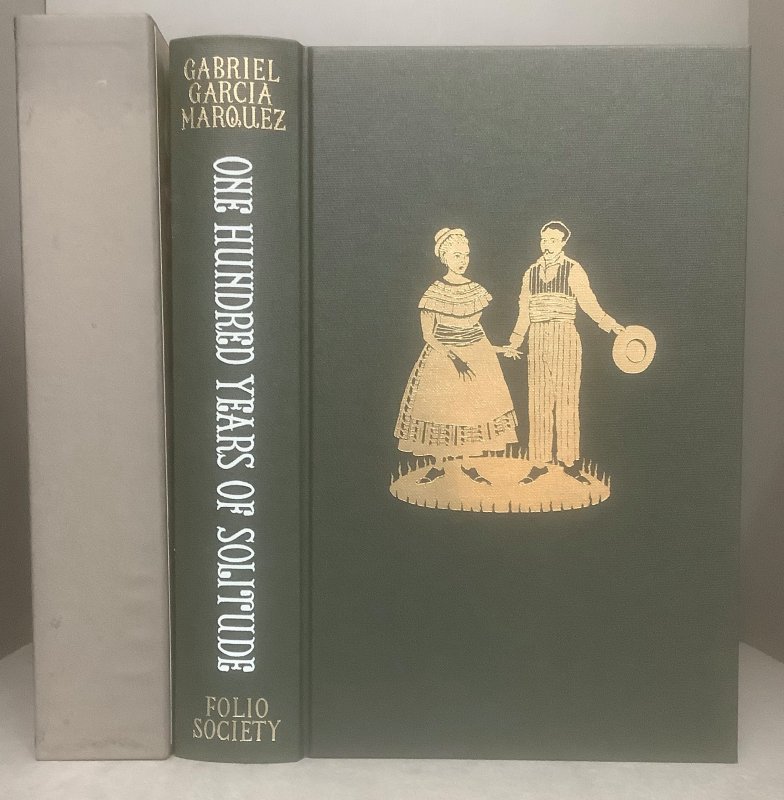 GABRIEL
GARCIA
MARQUEZ
ONE HUNDRED YEARS OF SOLITUDE
FOLIO
SOCIETY